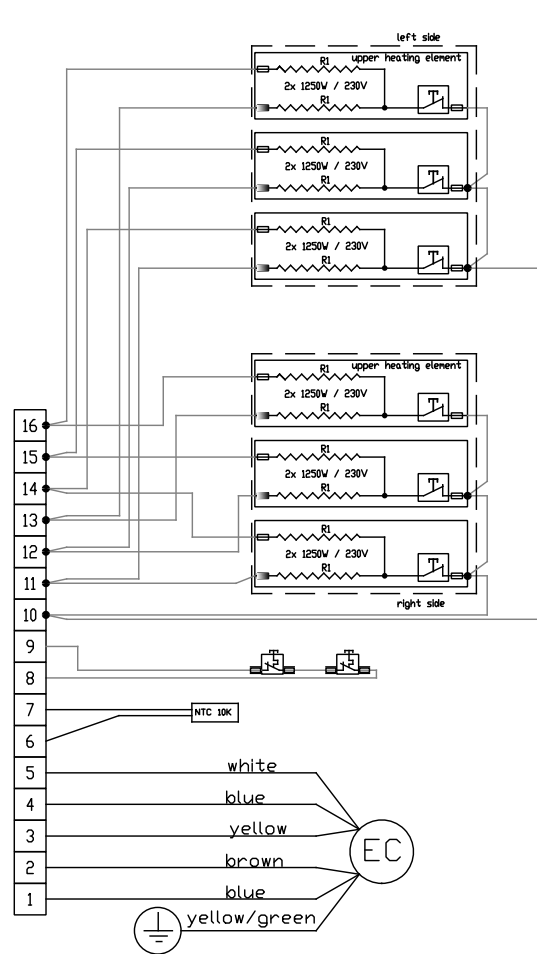 left side
upper heating element
R1
2x 1250W / 230V
R1
R1
2x 1250W / 230V
R1
R1
2x 1250W / 230V
R1
upper heating element
R1
2x 1250W / 230V
R1
R1
2x 1250W / 230V
R1
R1
2x 1250W / 230V
R1
right side
16
15
14
13
12
11
10
9
8
7
6
5
4
3
2
1
NTC 10K
white
blue
yellow
brown
blue
yellow/green
EC